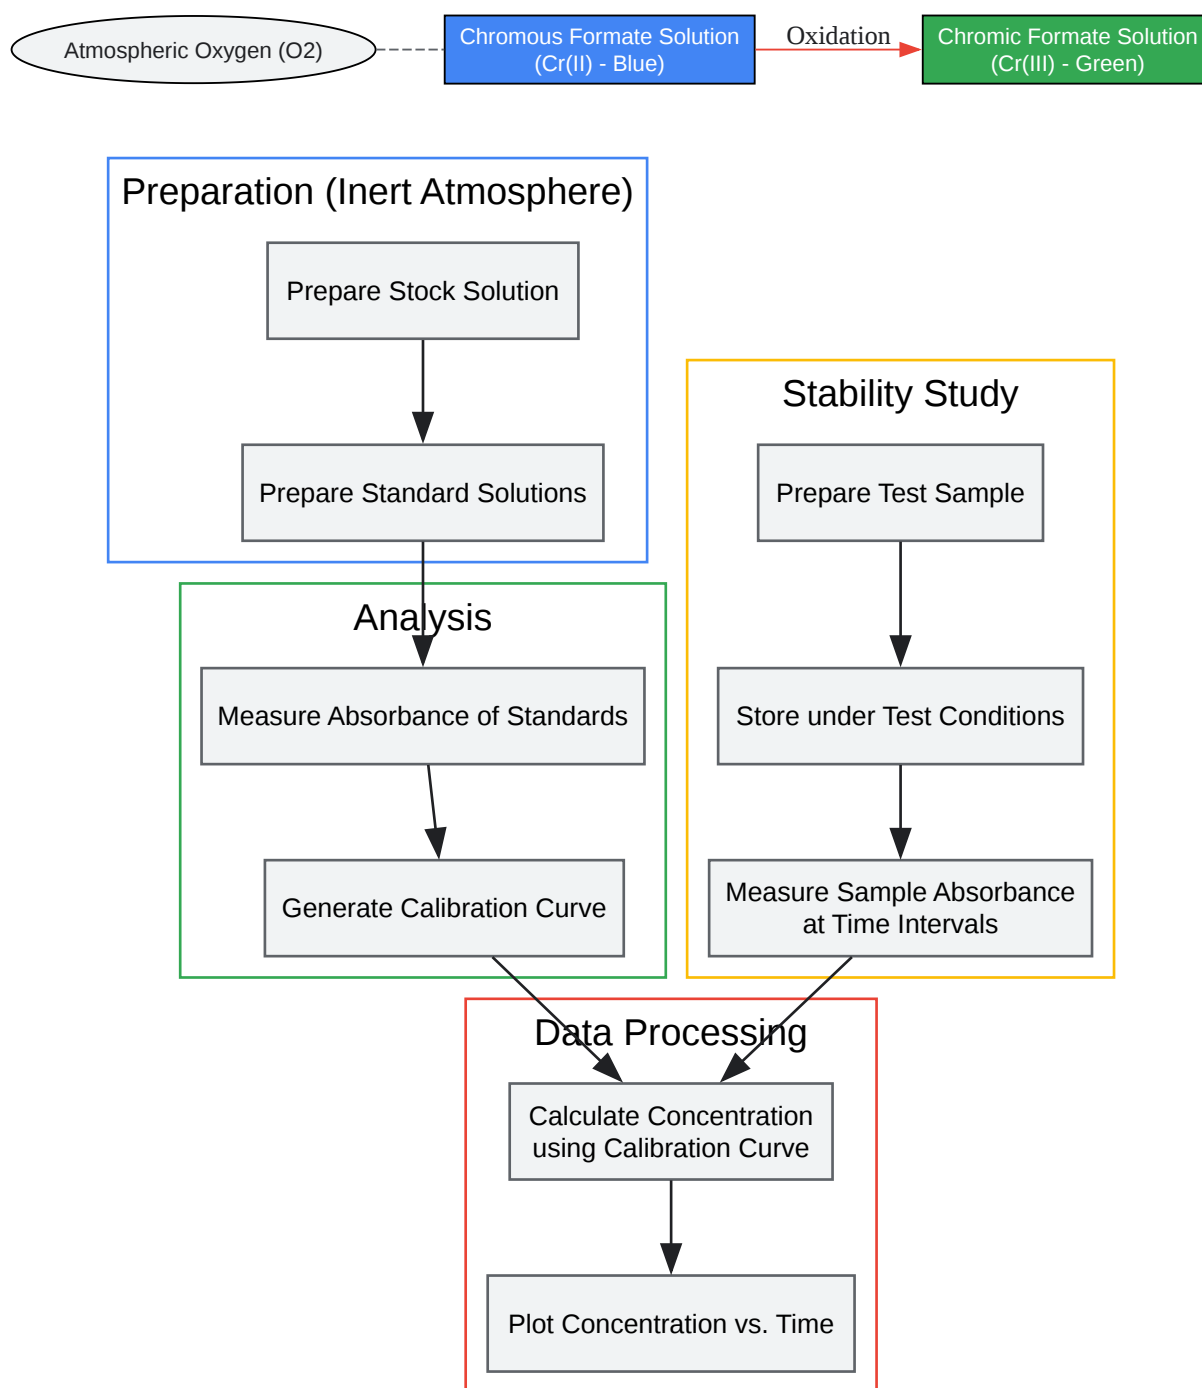 Atmospheric Oxygen (O2)
Chromous Formate Solution
(Cr(II) - Blue)
Oxidation
Chromic Formate Solution
(Cr(III) - Green)
Preparation (Inert Atmosphere)
Prepare Stock Solution
Prepare Standard Solutions
Analysis
Measure Absorbance of Standards
Generate Calibration Curve
Stability Study
Prepare Test Sample
Store under Test Conditions
Measure Sample Absorbance
at Time Intervals
Data Processing
Calculate Concentration
using Calibration Curve
Plot Concentration vs. Time